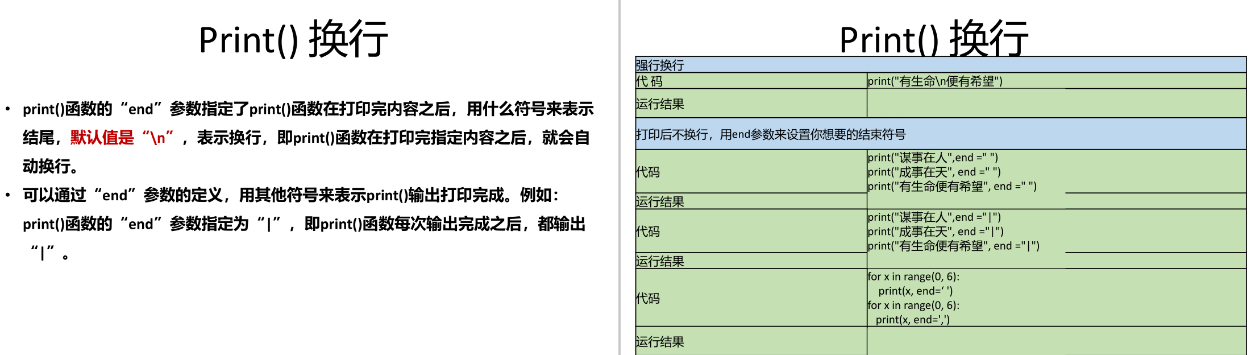 Print() 换行
• print()函数的“end”参数指定了print()函数在打印完内容之后，用什么符号来表示
结尾，默认值是“\n”，表示换行，即print()函数在打印完指定内容之后，就会自
动换行。
• 可以通过“end”参数的定义，用其他符号来表示print()输出打印完成。例如：
print()函数的“end”参数指定为“|”，即print()函数每次输出完成之后，都输出
“|”。
Print() 换行
强行换行
代 码 print("有生命\n便有希望")
运行结果
打印后不换行，用end参数来设置你想要的结束符号
代码
print("谋事在人",end =" ")
print("成事在天", end =" ")
print("有生命便有希望", end =" ")
运行结果
代码
print("谋事在人",end ="|")
print("成事在天", end ="|")
print("有生命便有希望", end ="|")
运行结果
代码
for x in range(0, 6):
print(x, end=‘ ')
for x in range(0, 6):
print(x, end=',')
运行结果